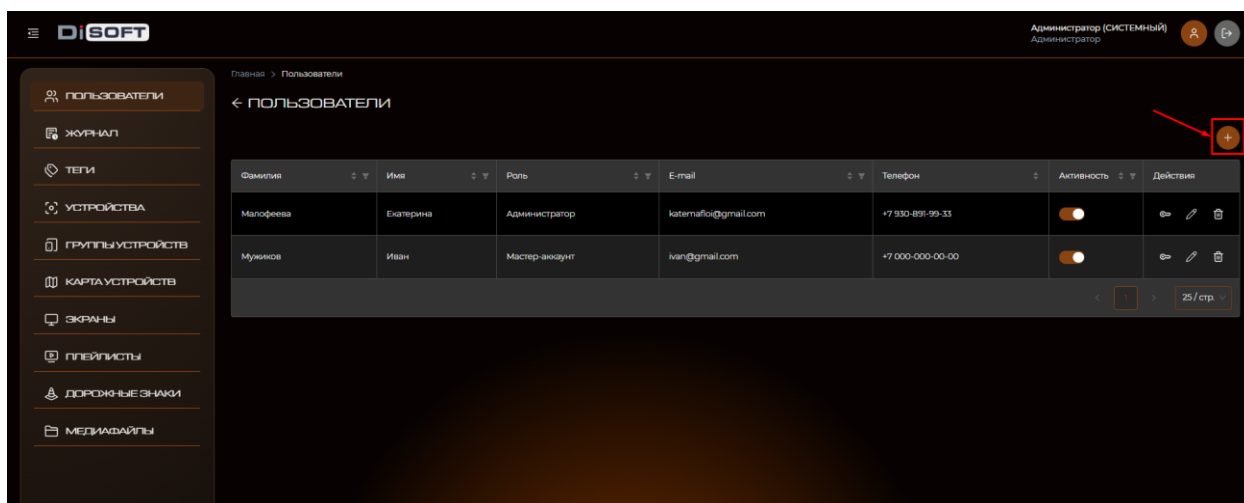 DiSOFT
Администратор (СИСТЕМНЫЙ)
Администратор
Главная > Пользователи
← ПОЛЬЗОВАТЕЛИ
ПОЛЬЗОВАТЕЛИ
ЖУРНАЛ
ТЕГИ
УСТРОЙСТВА
ГРУППЫ УСТРОЙСТВ
КАРТА УСТРОЙСТВ
ЭКРАНЫ
ПЛЕЙЛИСТЫ
ДОРОЖНЫЕ ЗНАКИ
МЕДИАФАЙЛЫ
Фамилия Имя Роль E-mail Телефон Активность Действия
Малофеева Екатерина Администратор katemafloi@gmail.com +7 930-891-99-33
Мужиков Иван Мастер-аккаунт ivan@gmail.com +7 000-000-00-00
< 1 > 25 / стр.